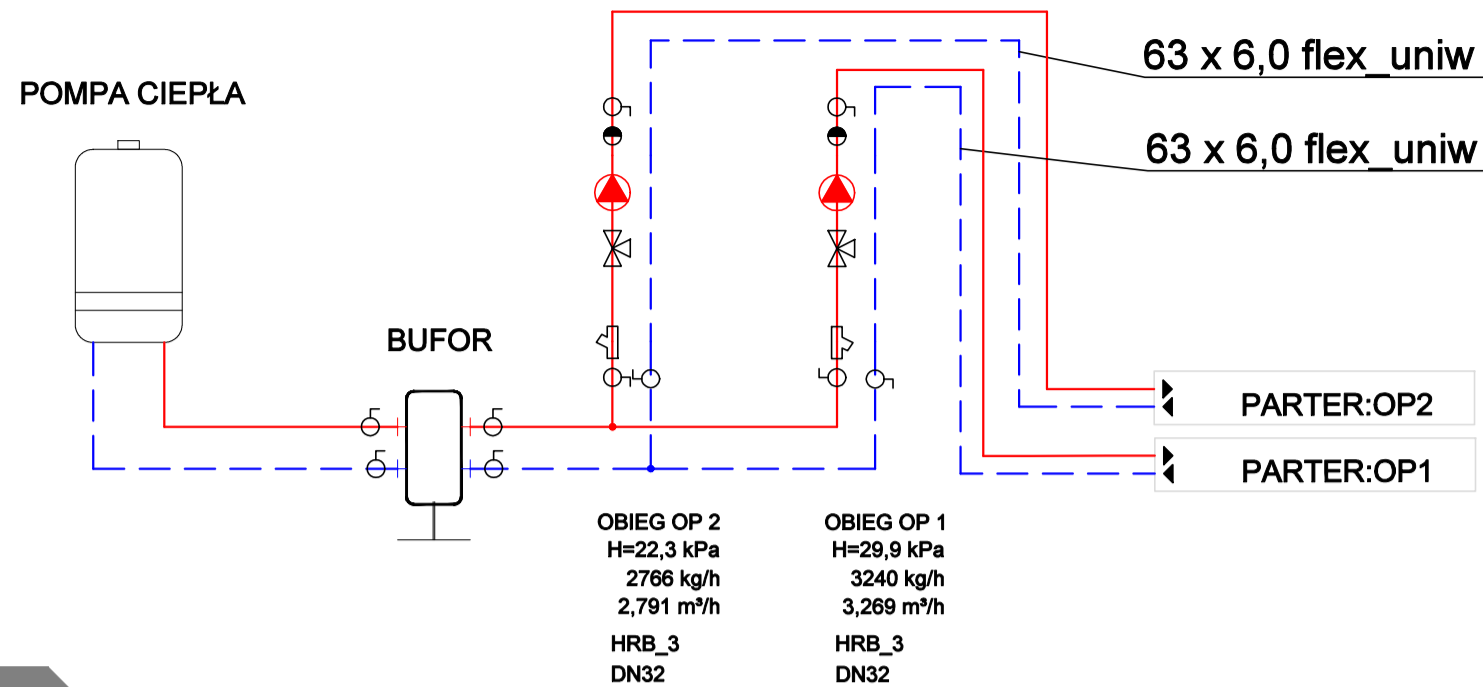 63 x 6,0 flex_uniw
POMPA CIEPŁA
63 x 6,0 flex_uniw
BUFOR
PARTER:OP2
PARTER:OP1
OBIEG OP 2
H=22,3 kPa
2766 kg/h
2,791 m³/h
HRB_3
DN32
OBIEG OP 1
H=29,9 kPa
3240 kg/h
3,269 m³/h
HRB_3
DN32